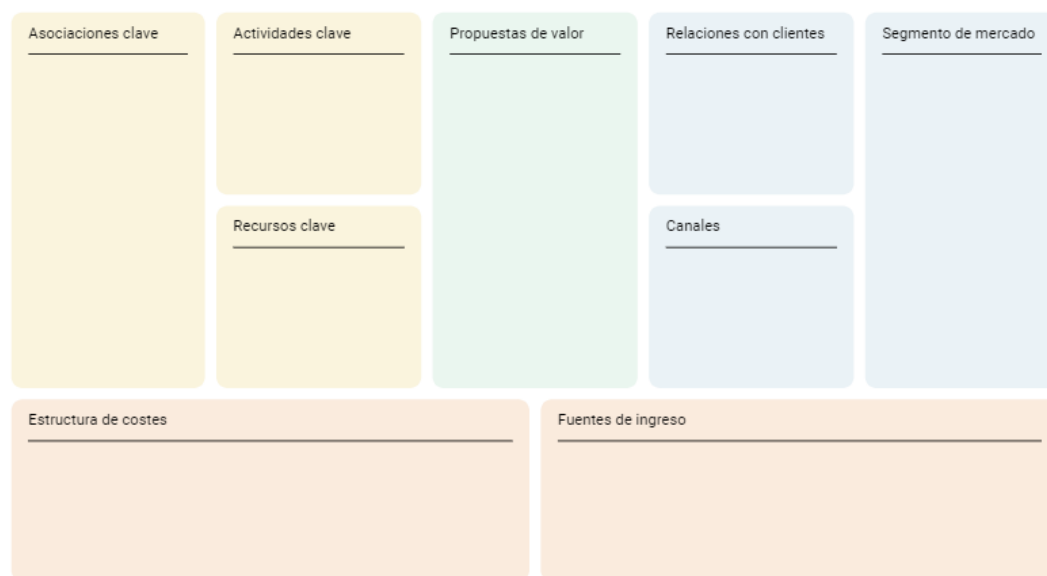 Asociaciones clave
Actividades clave
Propuestas de valor
Relaciones con clientes
Segmento de mercado
Recursos clave
Canales
Estructura de costes
Fuentes de ingreso